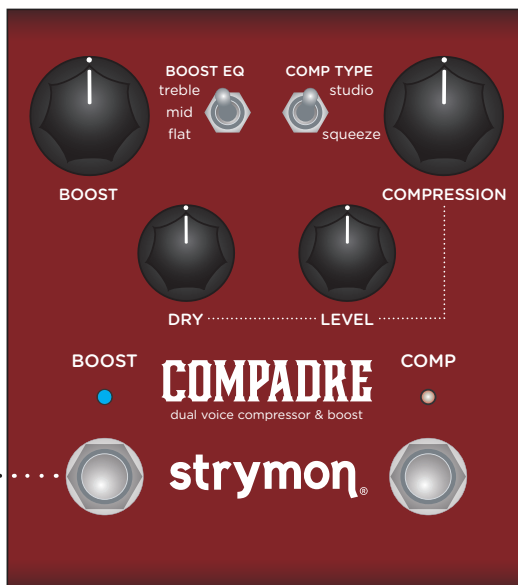 BOOST EQ
treble
mid
flat
COMP TYPE
studio
squeeze
BOOST
COMPRESSION
DRY
LEVEL
BOOST
COMPADRE
COMP
dual voice compressor & boost
strymon®